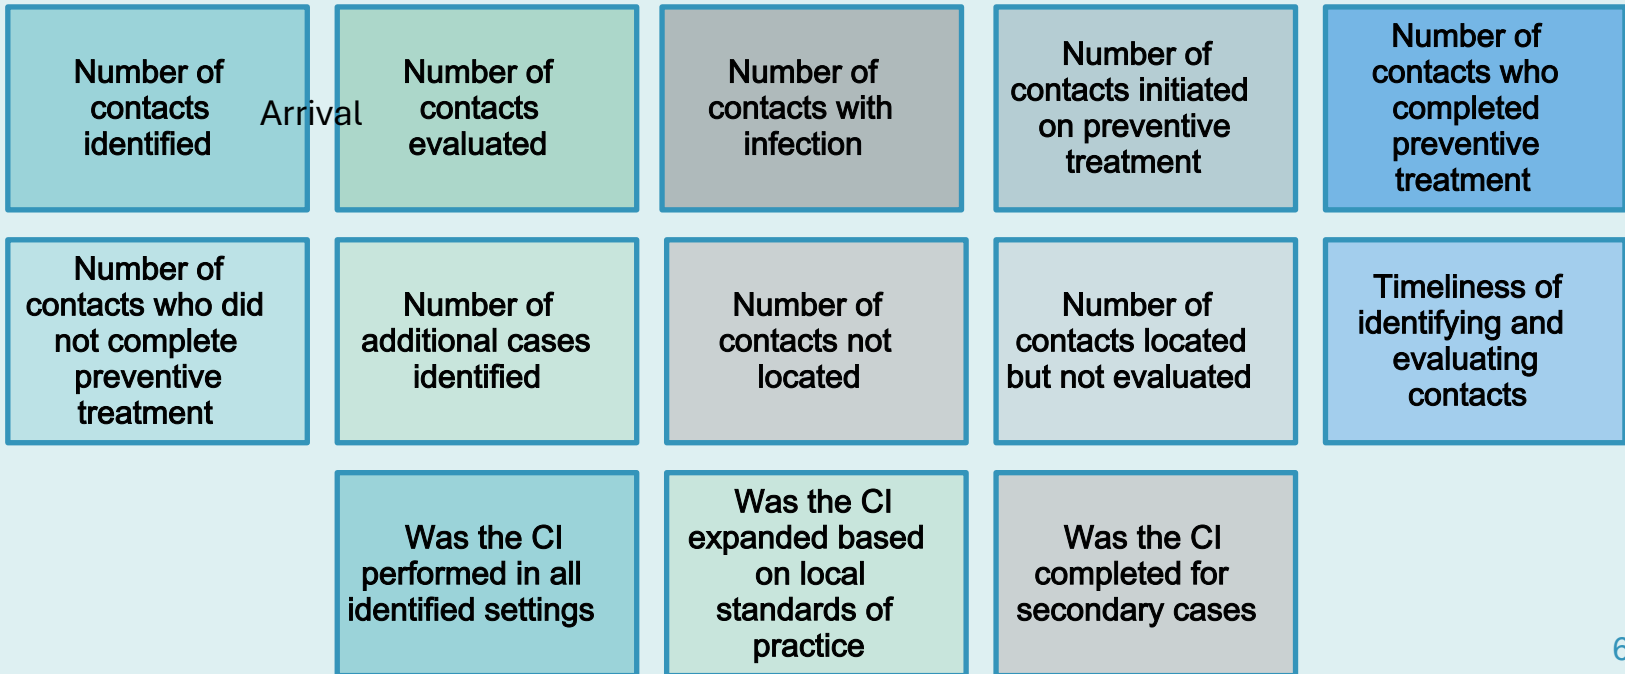 Number of
contacts
identified
Arrival
Number of
contacts
evaluated
Number of
contacts with
infection
Number of
contacts initiated
on preventive
treatment
Number of
contacts who
completed
preventive
treatment
Number of
contacts who did
not complete
preventive
treatment
Number of
additional cases
identified
Number of
contacts not
located
Number of
contacts located
but not evaluated
Timeliness of
identifying and
evaluating
contacts
Was the CI
performed in all
identified settings
Was the CI
expanded based
on local
standards of
practice
Was the CI
completed for
secondary cases